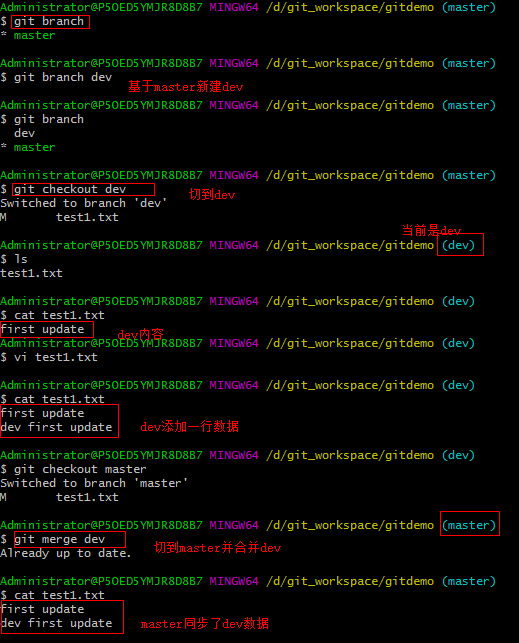 Administrator@P5OED5YMJR8D8B7 MINGW64 /d/git_workspace/gitdemo (master)
$ git branch
* master
Administrator@P5OED5YMJR8D8B7 MINGW64 /d/git_workspace/gitdemo (master)
$ git branch dev
基于master新建dev
Administrator@P5OED5YMJR8D8B7 MINGW64 /d/git_workspace/gitdemo (master)
$ git branch
dev
* master
Administrator@P5OED5YMJR8D8B7 MINGW64 /d/git_workspace/gitdemo (master)
$ git checkout dev 切到dev
Switched to branch 'dev'
M test1.txt
当前是dev
Administrator@P5OED5YMJR8D8B7 MINGW64 /d/git_workspace/gitdemo (dev)
$ ls
test1.txt
Administrator@P5OED5YMJR8D8B7 MINGW64 /d/git_workspace/gitdemo (dev)
$ cat test1.txt
first update dev内容
Administrator@P5OED5YMJR8D8B7 MINGW64 /d/git_workspace/gitdemo (dev)
$ vi test1.txt
Administrator@P5OED5YMJR8D8B7 MINGW64 /d/git_workspace/gitdemo (dev)
$ cat test1.txt
first update
dev first update dev添加一行数据
Administrator@P5OED5YMJR8D8B7 MINGW64 /d/git_workspace/gitdemo (dev)
$ git checkout master
Switched to branch 'master'
M test1.txt
Administrator@P5OED5YMJR8D8B7 MINGW64 /d/git_workspace/gitdemo (master)
$ git merge dev 切到master并合并dev
Already up to date.
Administrator@P5OED5YMJR8D8B7 MINGW64 /d/git_workspace/gitdemo (master)
$ cat test1.txt
first update
dev first update master同步了dev数据